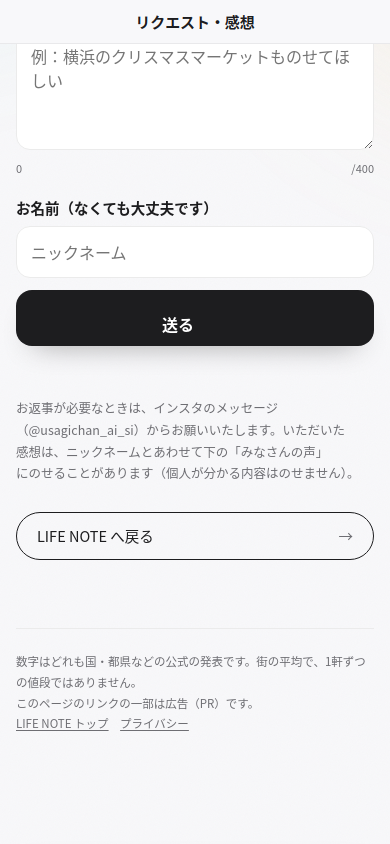 リクエスト・感想
例：横浜のクリスマスマーケットものせてほ
しい
0 /400
お名前（なくても大丈夫です）
ニックネーム
送る
お返事が必要なときは、インスタのメッセージ
（@usagichan_ai_si）からお願いいたします。いただいた
感想は、ニックネームとあわせて下の「みなさんの声」
にのせることがあります（個人が分かる内容はのせません）。
LIFE NOTE へ戻る →
数字はどれも国・都県などの公式の発表です。街の平均で、1軒ずつ
の値段ではありません。
このページのリンクの一部は広告（PR）です。
LIFE NOTE トップ プライバシー